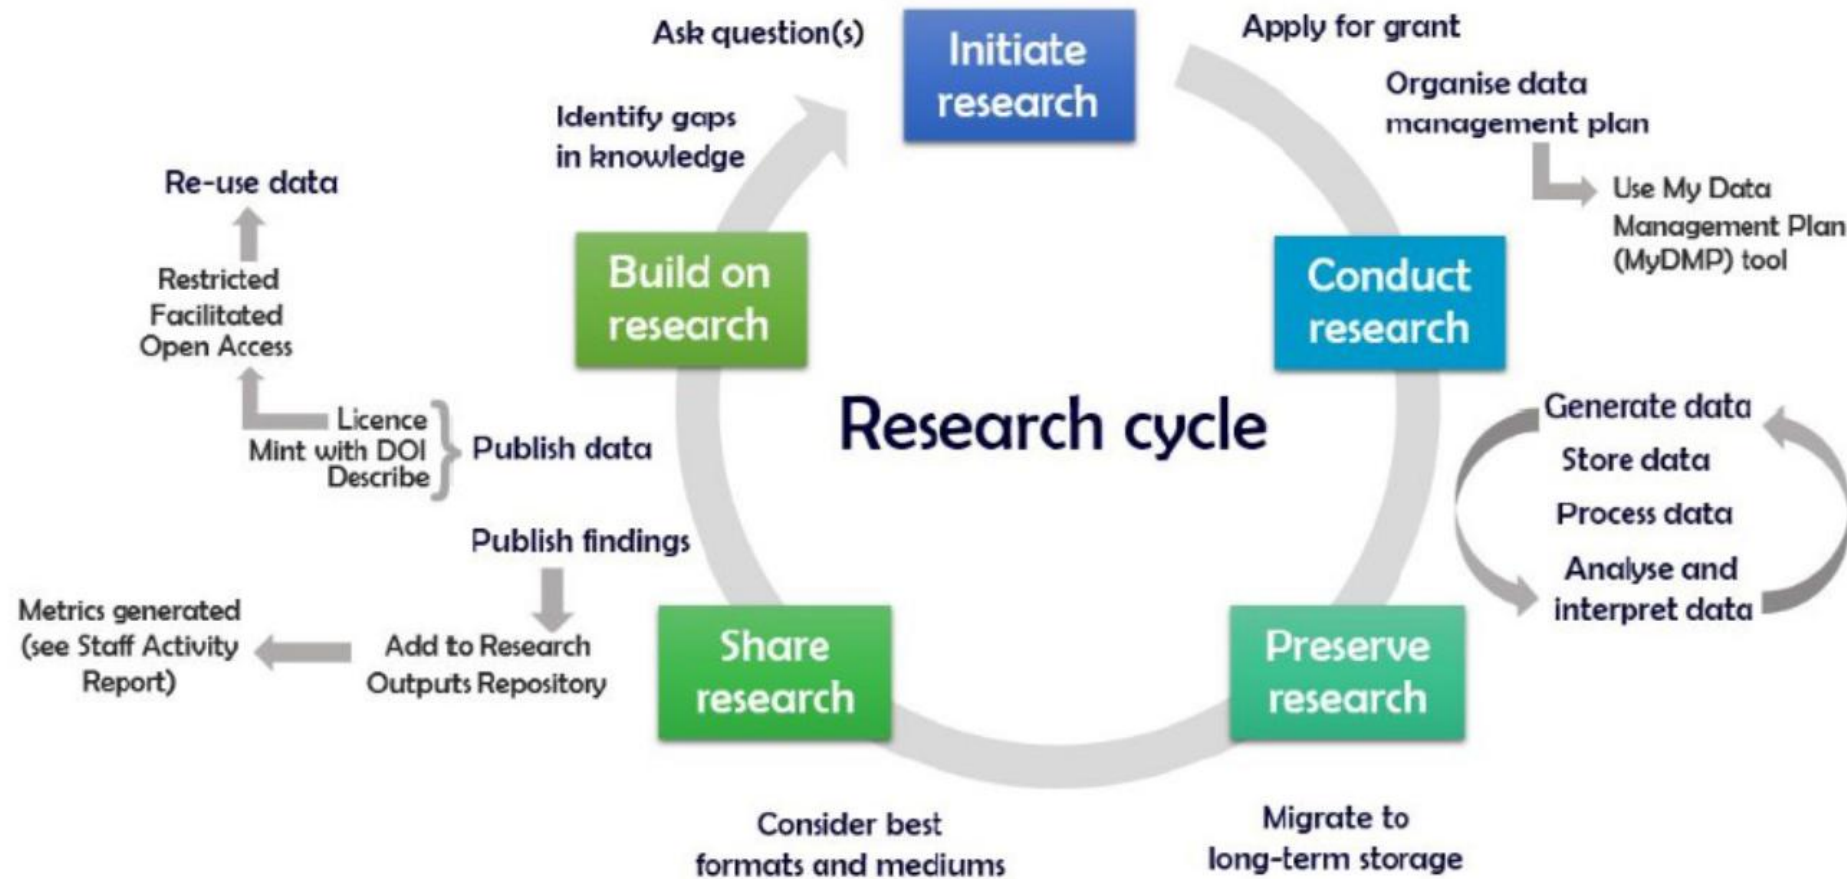 Ask question(s)
Initiate
research
Apply for grant
Organise data
management plan
Use My Data
Management Plan
(MyDMP) tool
Identify gaps
in knowledge
Re-use data
Restricted
Facilitated
Open Access
Build on
research
Conduct
research
Research cycle
Licence
Mint with DOI
Describe
Publish data
Generate data
Store data
Process data
Analyse and
interpret data
Publish findings
Metrics generated
(see Staff Activity
Report)
Add to Research
Outputs Repository
Share
research
Preserve
research
Consider best
formats and mediums
Migrate to
long-term storage